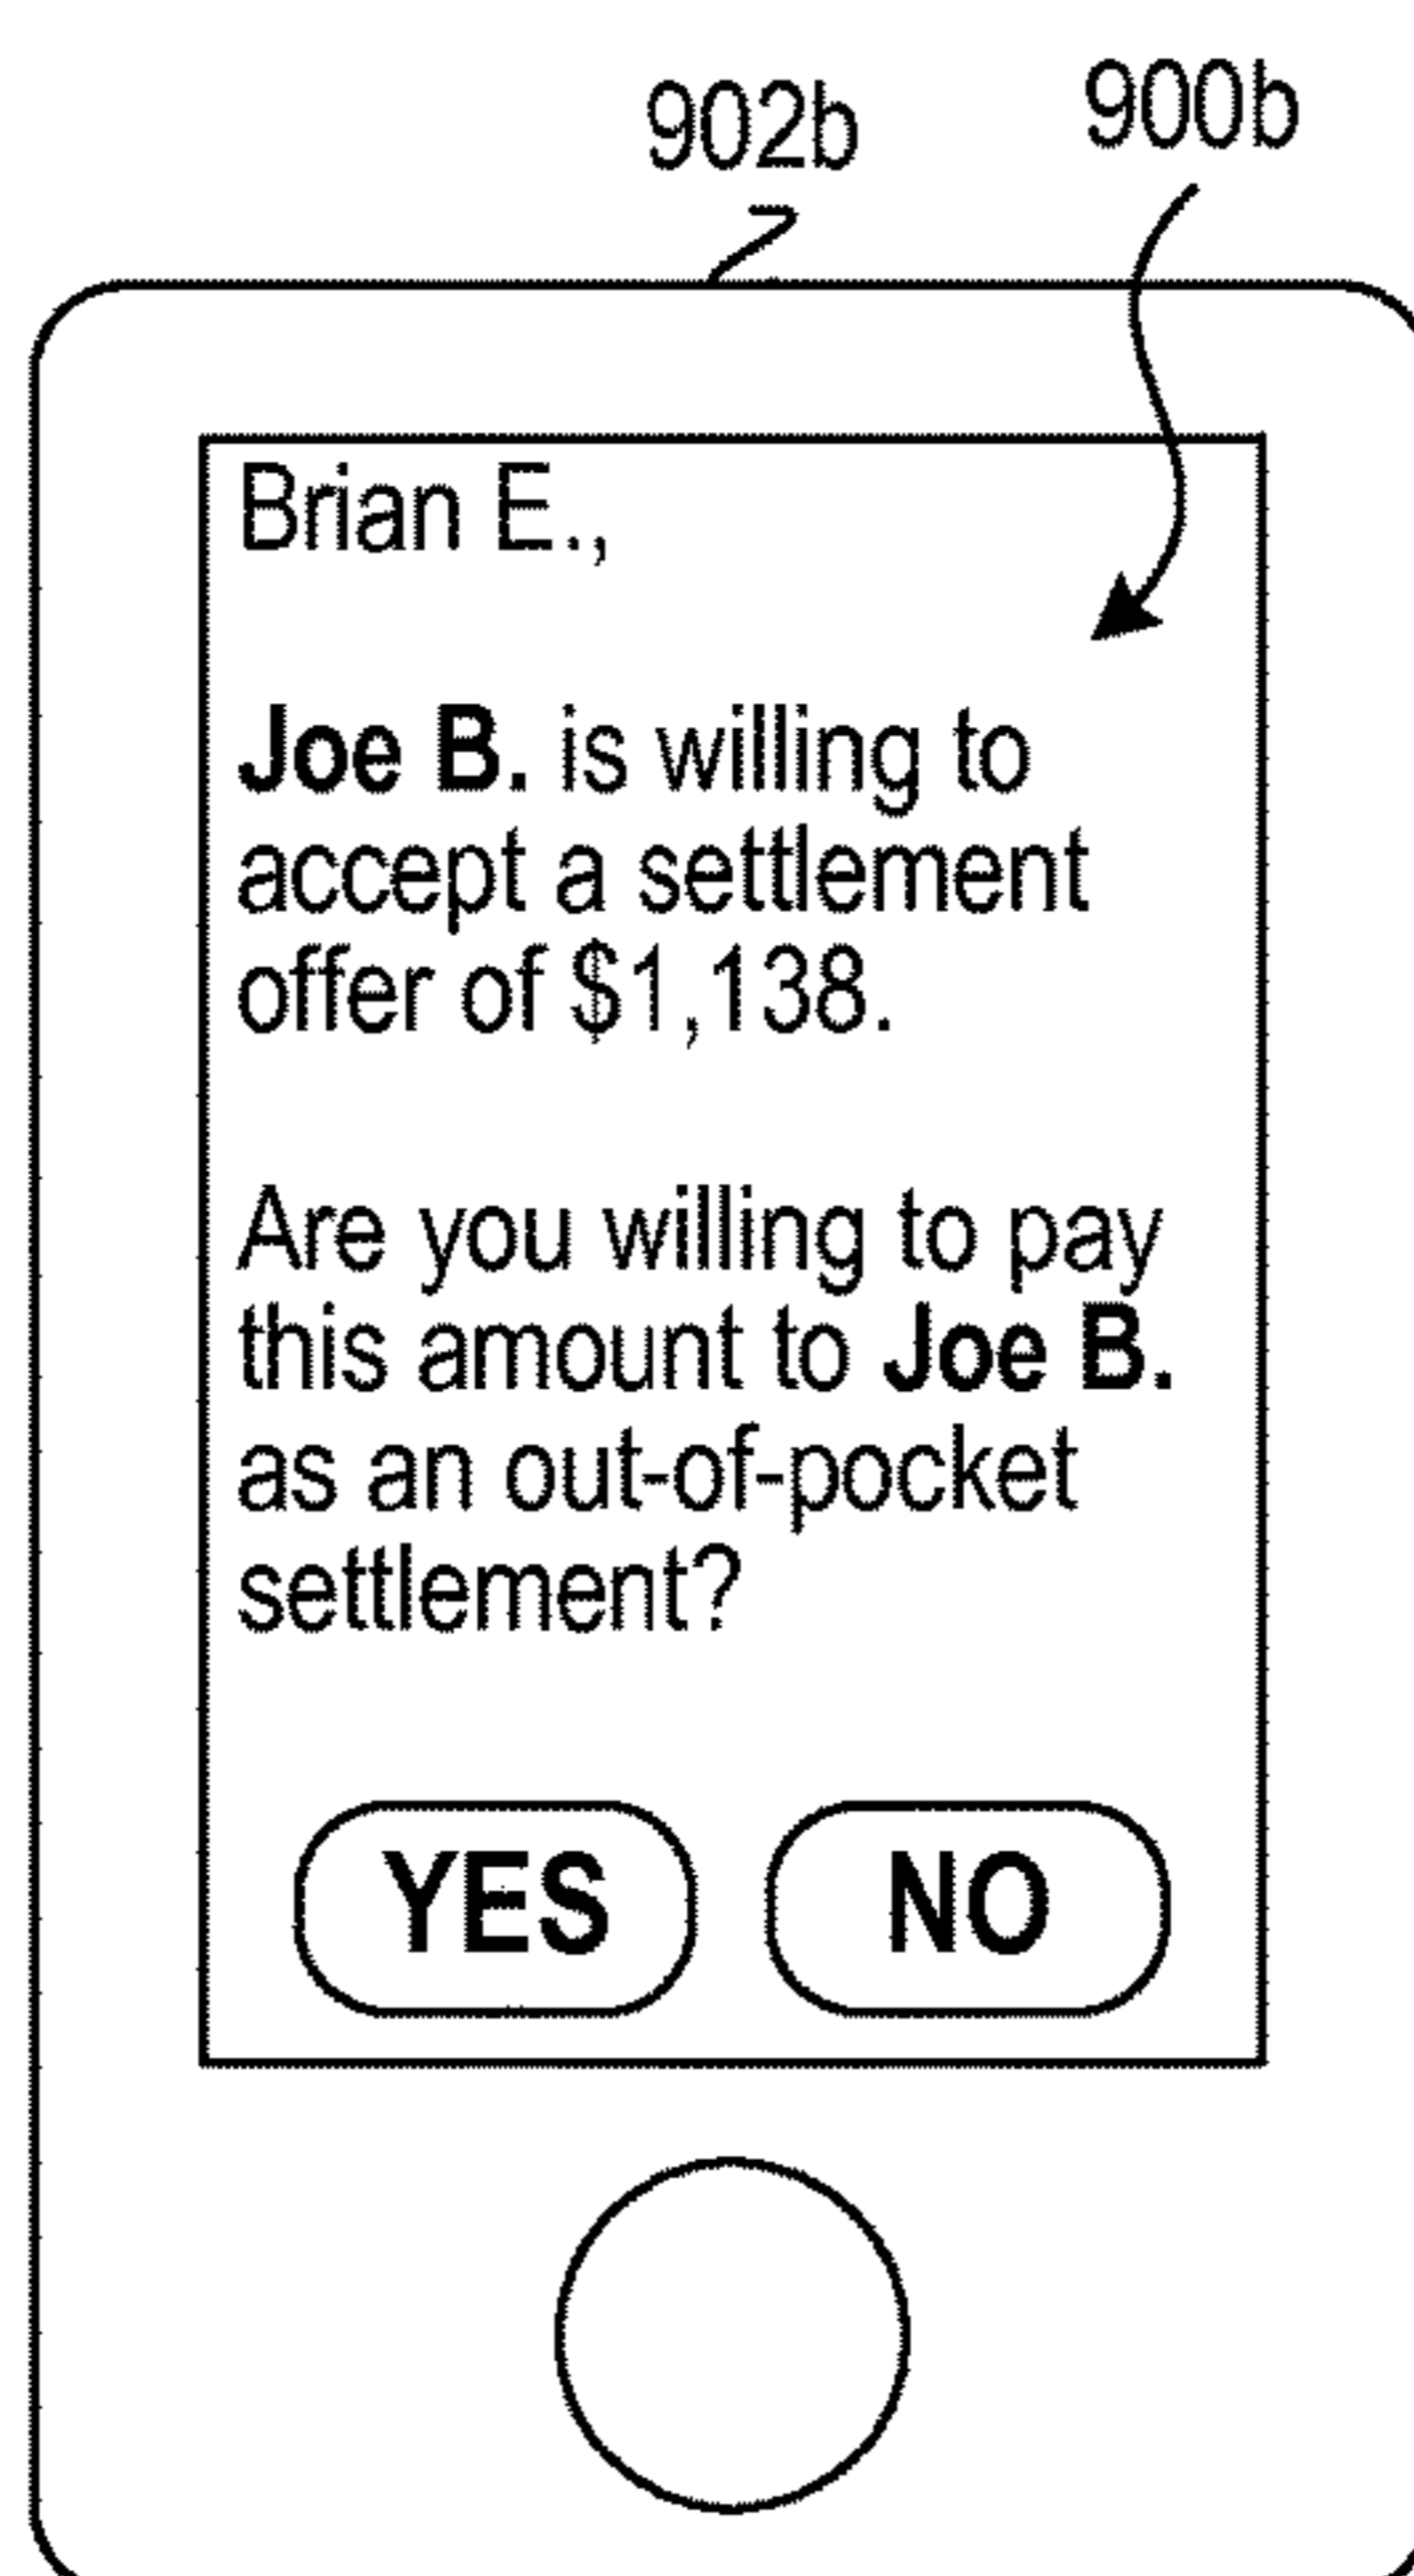 902b
900b
Brian E.,
Joe B. is willing to
accept a settlement
offer of $1,138.
Are you willing to pay
this amount to Joe B.
as an out-of-pocket
settlement?
YES
NO